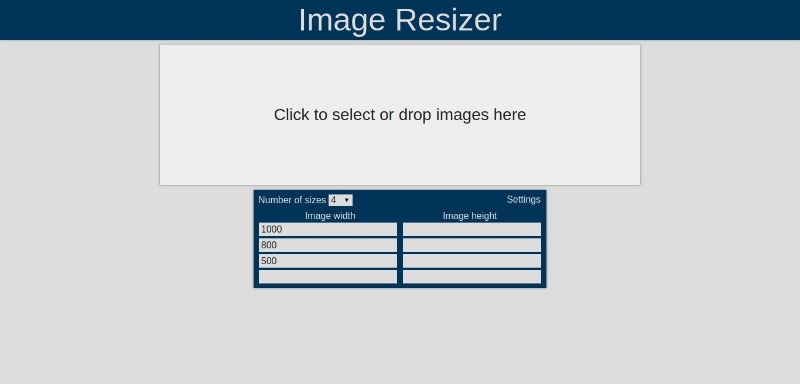 Image Resizer
Click to select or drop images here
Number of sizes 4 Settings
Image width Image height
1000
800
500